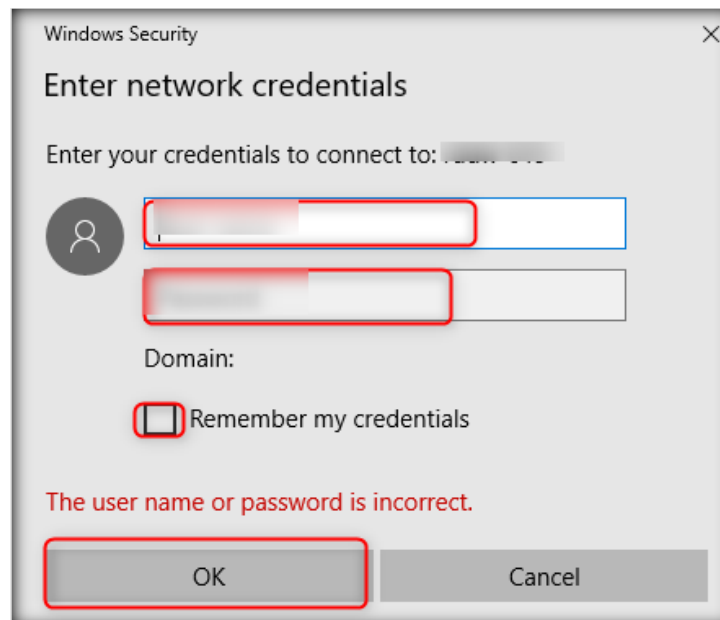 Windows Security
Enter network credentials
Enter your credentials to connect to:
Domain:
Remember my credentials
The user name or password is incorrect.
OK
Cancel